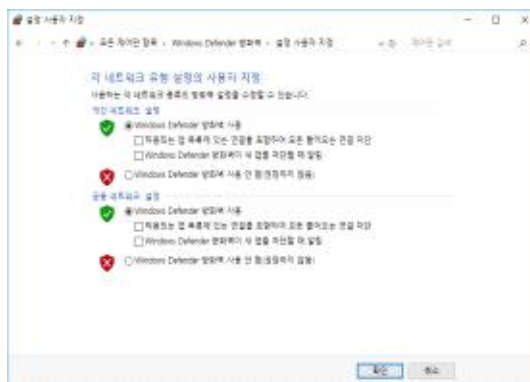 설정 사용자 지정
모든 제어판 항목 › Windows Defender 방화벽 › 설정 사용자 지정
제어판 검색
각 네트워크 유형 설정의 사용자 지정
사용하는 각 네트워크 종류의 방화벽 설정을 수정할 수 있습니다.
개인 네트워크 설정
Windows Defender 방화벽 사용
허용되는 앱 목록에 있는 연결을 포함하여 모든 들어오는 연결 차단
Windows Defender 방화벽이 새 앱을 차단할 때 알림
Windows Defender 방화벽 사용 안 함(권장하지 않음)
공용 네트워크 설정
Windows Defender 방화벽 사용
허용되는 앱 목록에 있는 연결을 포함하여 모든 들어오는 연결 차단
Windows Defender 방화벽이 새 앱을 차단할 때 알림
Windows Defender 방화벽 사용 안 함(권장하지 않음)
확인 취소